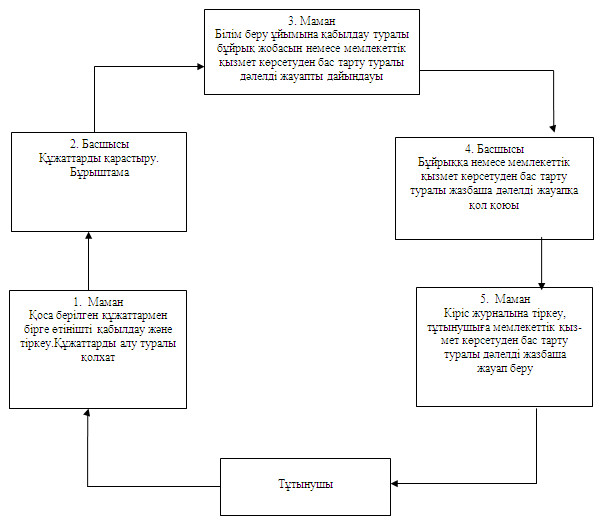 3. Маман
Білім беру ұйымына қабылдау туралы
бұйрық жобасын немесе мемлекеттік
қызмет көрсетуден бас тарту туралы
дәлелді жауапты дайындауы
2. Басшысы
Құжаттарды қарастыру.
Бұрыштама
4. Басшысы
Бұйрыққа немесе мемлекеттік
қызмет көрсетуден бас тарту
туралы жазбаша дәлелді жауапқа
қол қоюы
1. Маман
Қоса берілген құжаттармен
бірге өтінішті қабылдау және
тіркеу.Құжаттарды алу туралы
қолхат
5. Маман
Кіріс журналына тіркеу,
тұтынушыға мемлекеттік қыз-
мет көрсетуден бас тарту
туралы дәлелді жазбаша
жауап беру
Тұтынушы